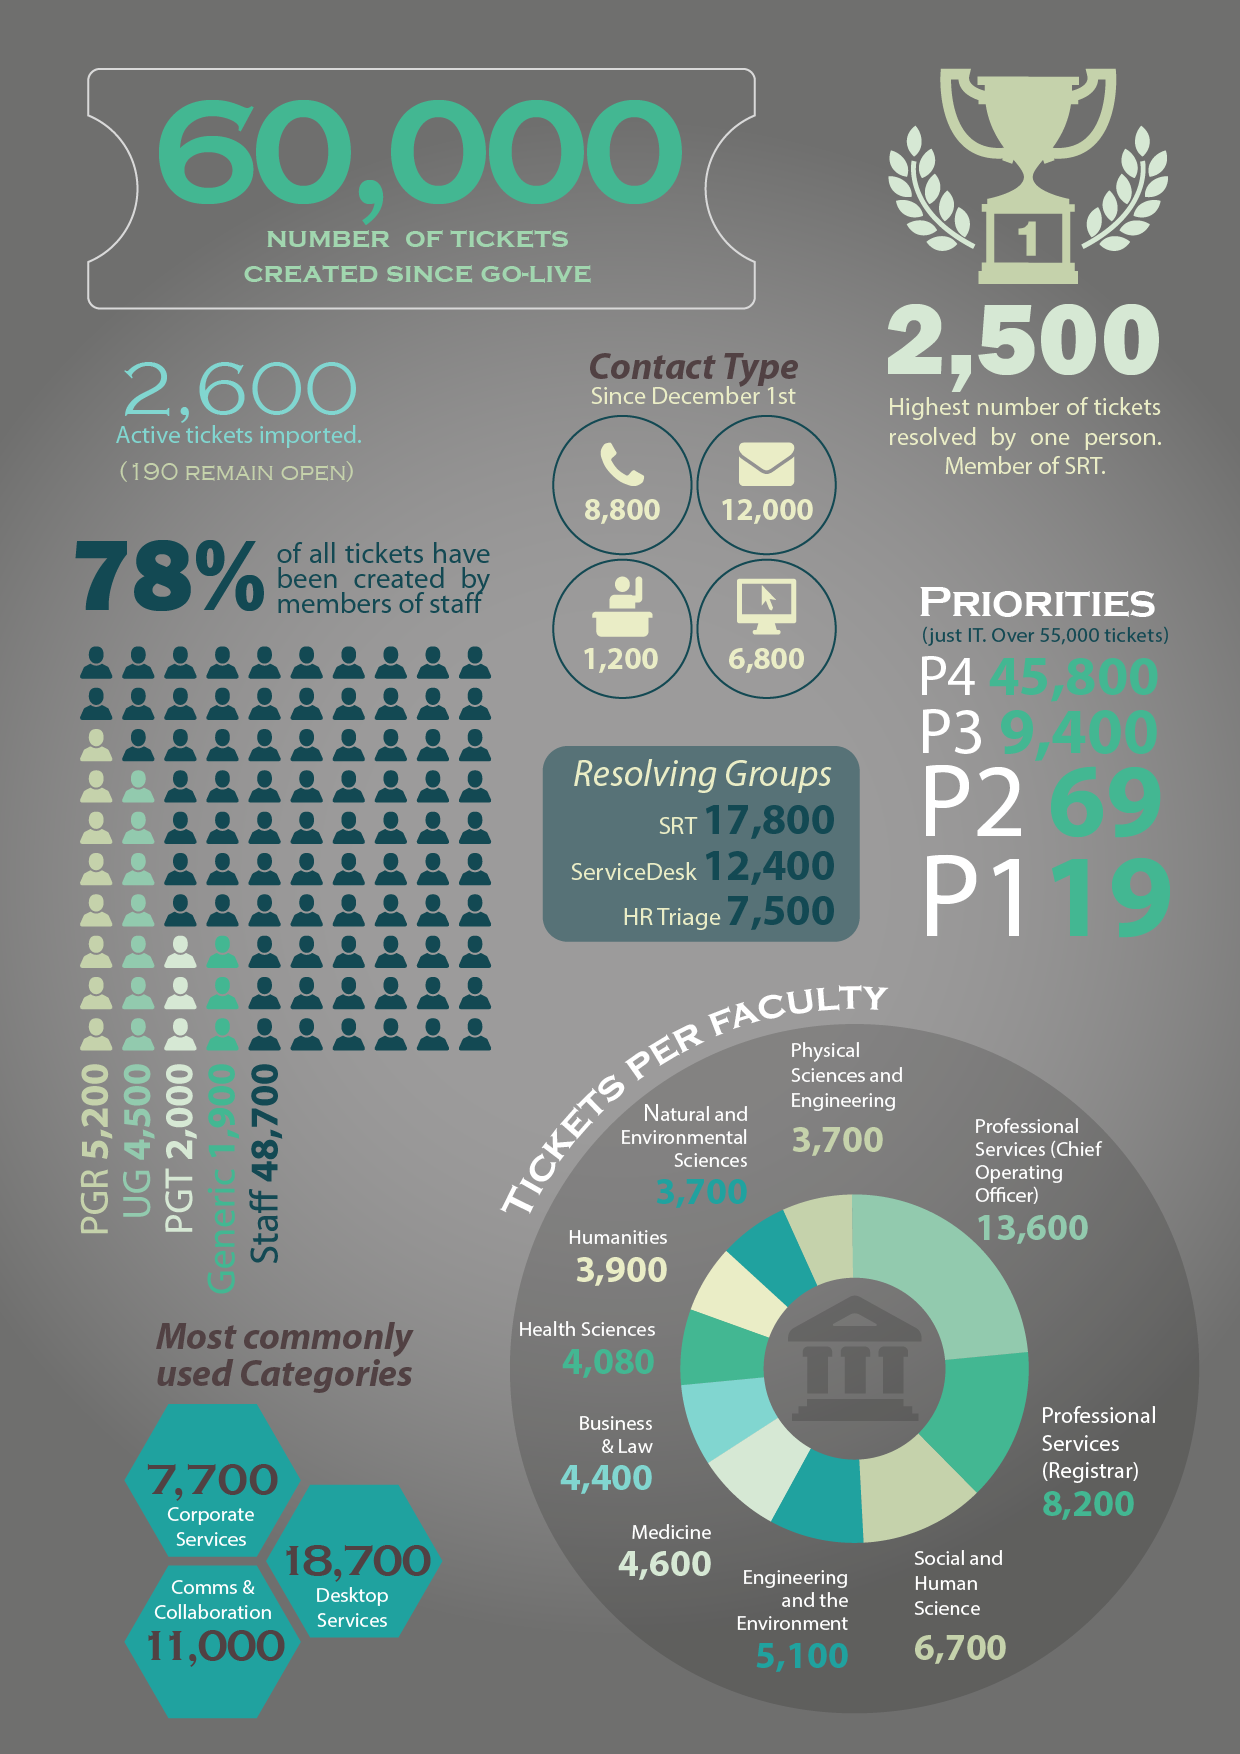 60,000
NUMBER OF TICKETS
CREATED SINCE GO-LIVE
1
2,500
Highest number of tickets
resolved by one person.
Member of SRT.
2,600
Active tickets imported.
(190 REMAIN OPEN)
Contact Type
Since December 1st
8,800
12,000
1,200
6,800
78%
of all tickets have
been created by
members of staff
PRIORITIES
(just IT. Over 55,000 tickets)
P4 45,800
P3 9,400
P2 69
P1 19
Resolving Groups
SRT 17,800
ServiceDesk 12,400
HR Triage 7,500
PGR 5,200
UG 4,500
PGT 2,000
Generic 1,900
Staff 48,700
TICKETS PER FACULTY
Physical
Sciences and
Engineering
3,700
Professional
Services (Chief
Operating
Officer)
13,600
Professional
Services
(Registrar)
8,200
Social and
Human
Science
6,700
Engineering
and the
Environment
5,100
Medicine
4,600
Business
& Law
4,400
Health Sciences
4,080
Humanities
3,900
Natural and
Environmental
Sciences
3,700
Most commonly
used Categories
7,700
Corporate
Services
18,700
Desktop
Services
Comms &
Collaboration
11,000